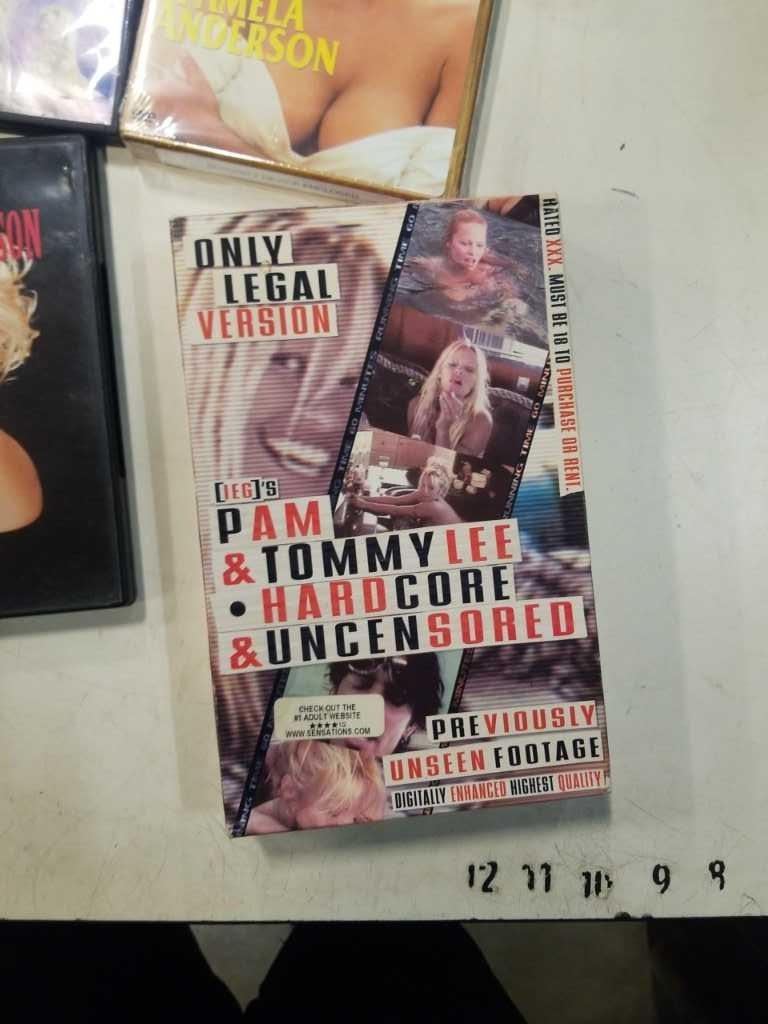 PAMELA
ANDERSON
SON
ONLY
LEGAL
VERSION
RATED XXX. MUST BE 18 TO PURCHASE OR RENT.
RUNNING TIME 60 MINUTES
[IEG]'S
PAM
& TOMMY LEE
• HARDCORE
& UNCENSORED
CHECK OUT THE
#1 ADULT WEBSITE
★★★★
WWW.SENSATIONS.COM
PREVIOUSLY
UNSEEN FOOTAGE
DIGITALLY ENHANCED HIGHEST QUALITY!
12 11 10 9 8